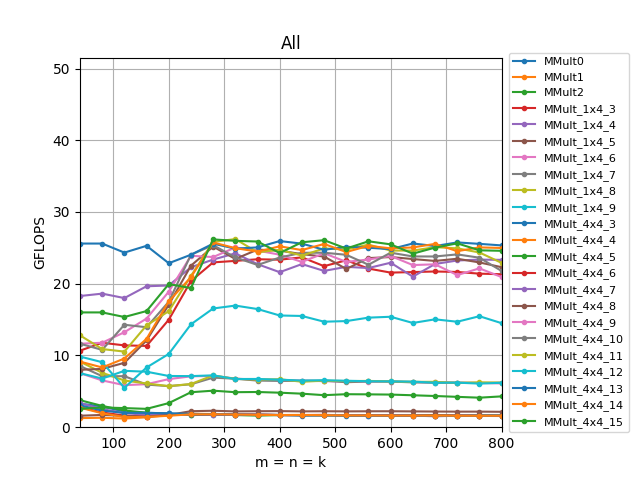 All
50
40
30
20
10
0
GFLOPS
100 200 300 400 500 600 700 800
m = n = k
MMult0
MMult1
MMult2
MMult_1x4_3
MMult_1x4_4
MMult_1x4_5
MMult_1x4_6
MMult_1x4_7
MMult_1x4_8
MMult_1x4_9
MMult_4x4_3
MMult_4x4_4
MMult_4x4_5
MMult_4x4_6
MMult_4x4_7
MMult_4x4_8
MMult_4x4_9
MMult_4x4_10
MMult_4x4_11
MMult_4x4_12
MMult_4x4_13
MMult_4x4_14
MMult_4x4_15